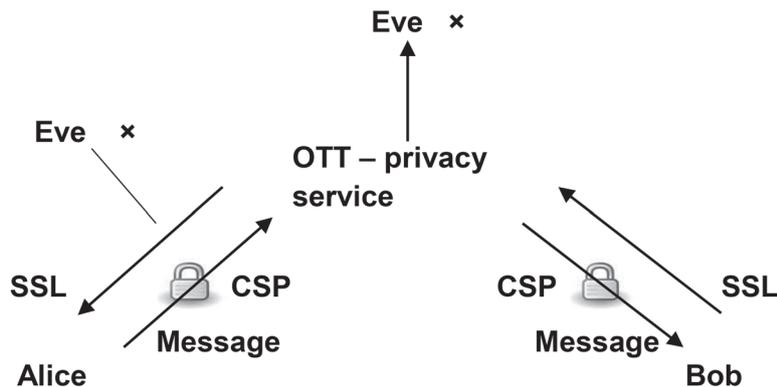 Eve ×
Eve ×
OTT – privacy
service
SSL
CSP
CSP
SSL
Message
Message
Alice
Bob